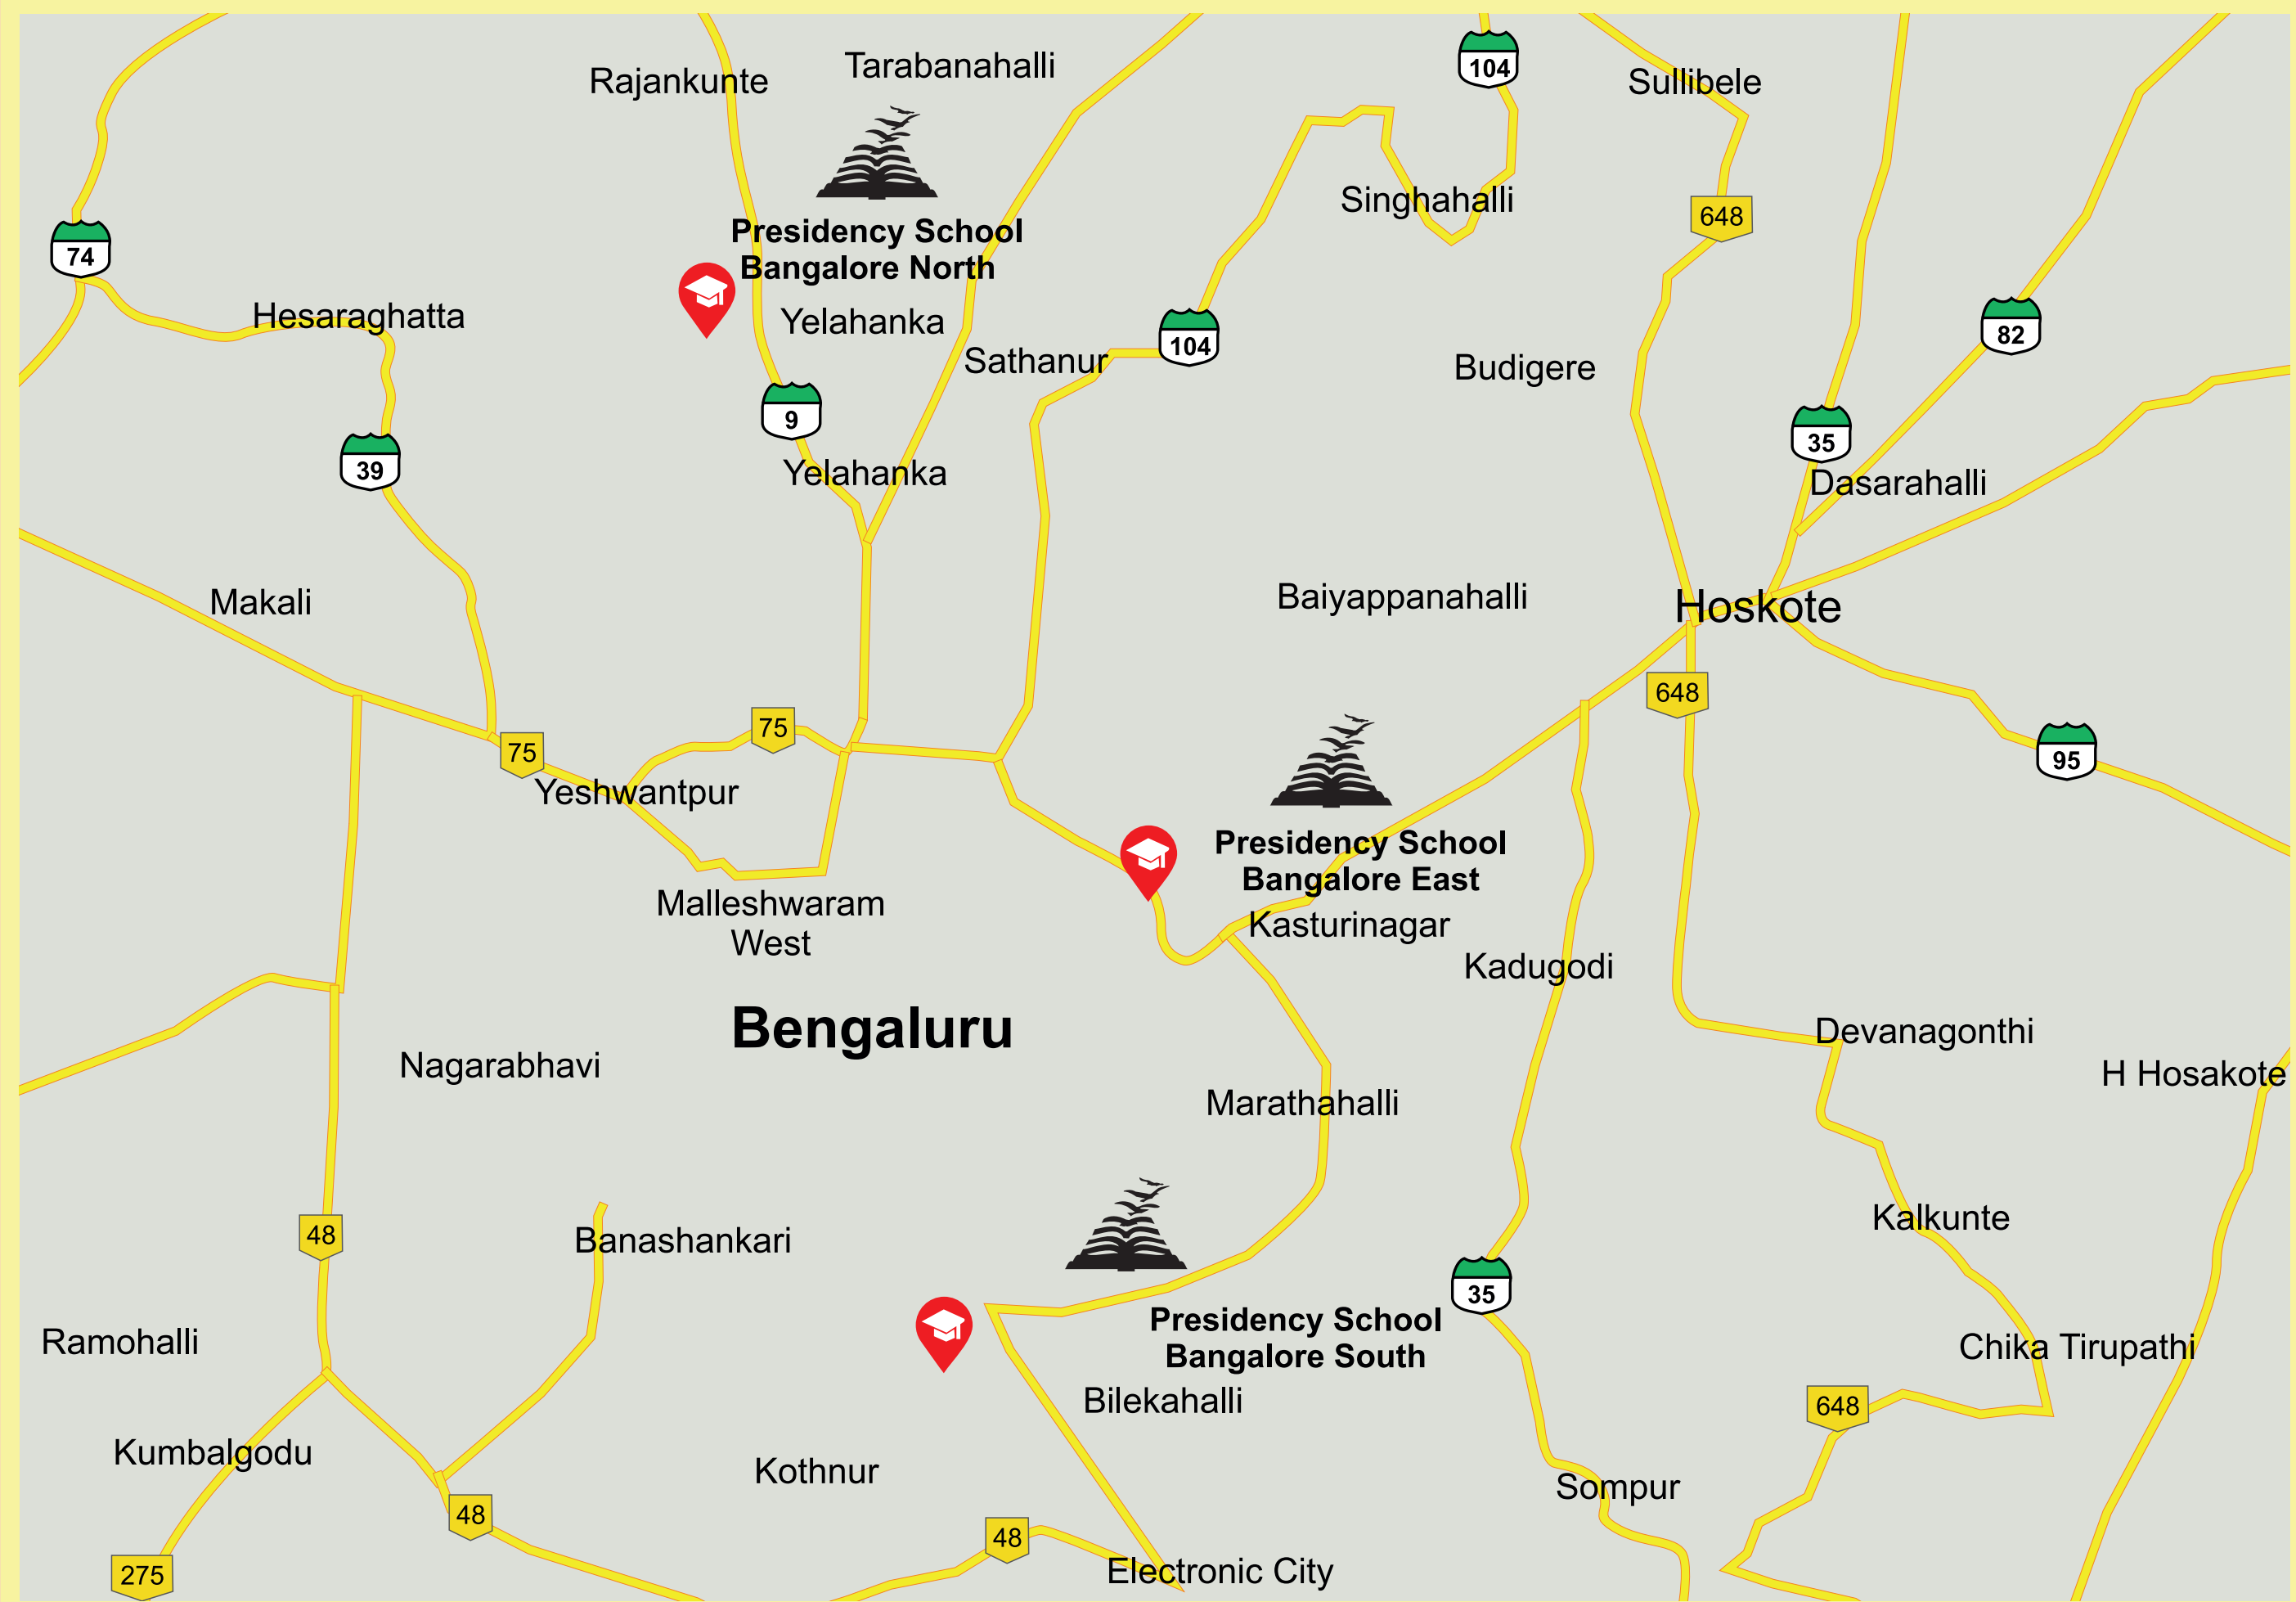 104
Tarabanahalli
Rajankunte
Sullibele
Singhahalli
648
Presidency School
Bangalore North
74
Hesaraghatta
Yelahanka
104
82
Sathanur
Budigere
9
35
39
Yelahanka
Dasarahalli
Makali
Baiyappanahalli
Hoskote
648
75
75
95
Yeshwantpur
Presidency School
Bangalore East
Malleshwaram
West
Kasturinagar
Kadugodi
Bengaluru
Devanagonthi
Nagarabhavi
H Hosakote
Marathahalli
Kalkunte
48
Banashankari
35
Presidency School
Bangalore South
Ramohalli
Chika Tirupathi
Bilekahalli
648
Kumbalgodu
Kothnur
Sompur
48
48
275
Electronic City